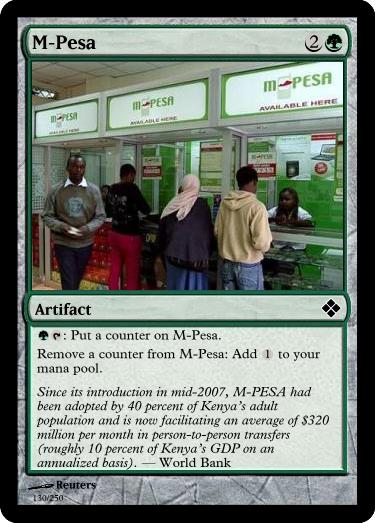 M-Pesa 2
M PESA
AVAILABLE HERE
M PESA
AVAILABLE HERE
M PESA
AVAILABLE HERE
M PESA
Artifact
: Put a counter on M-Pesa.
Remove a counter from M-Pesa: Add 1 to your
mana pool.
Since its introduction in mid-2007, M-PESA had
been adopted by 40 percent of Kenya's adult
population and is now facilitating an average of $320
million per month in person-to-person transfers
(roughly 10 percent of Kenya's GDP on an
annualized basis). — World Bank
Reuters
130/250